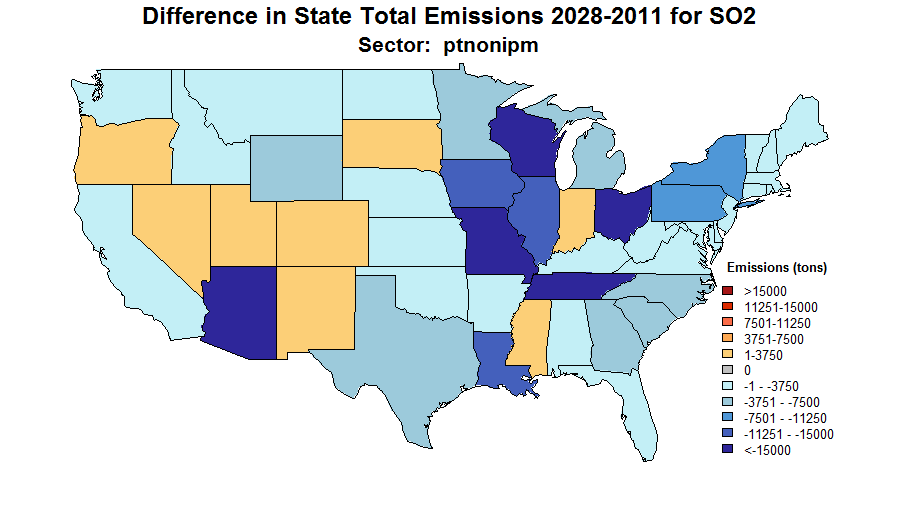 Difference in State Total Emissions 2028-2011 for SO2
Sector:  ptnonipm
Emissions (tons)
>15000
11251-15000
7501-11250
3751-7500
1-3750
0
-1 - -3750
-3751 - -7500
-7501 - -11250
-11251 - -15000
<-15000